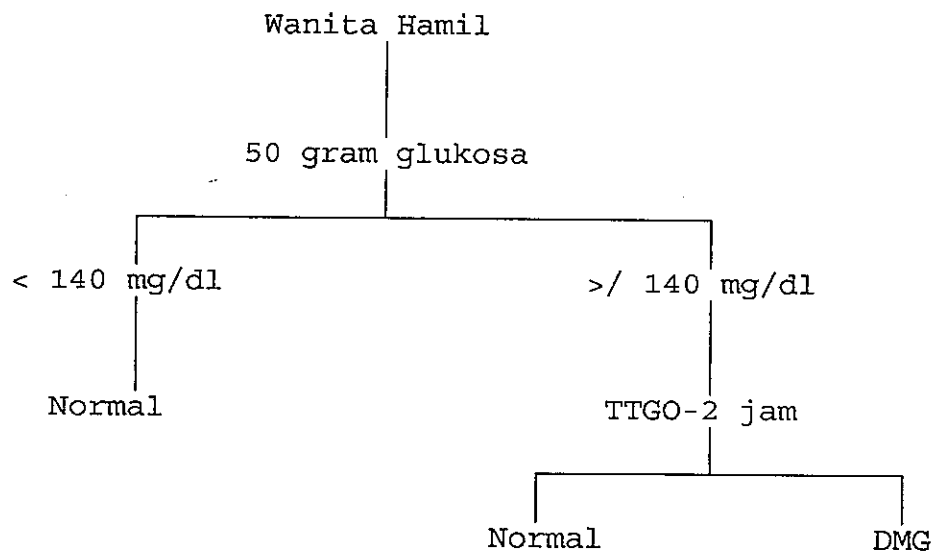 Wanita Hamil
50 gram glukosa
< 140 mg/dl
>/ 140 mg/dl
Normal
TTGO-2 jam
Normal
DMG